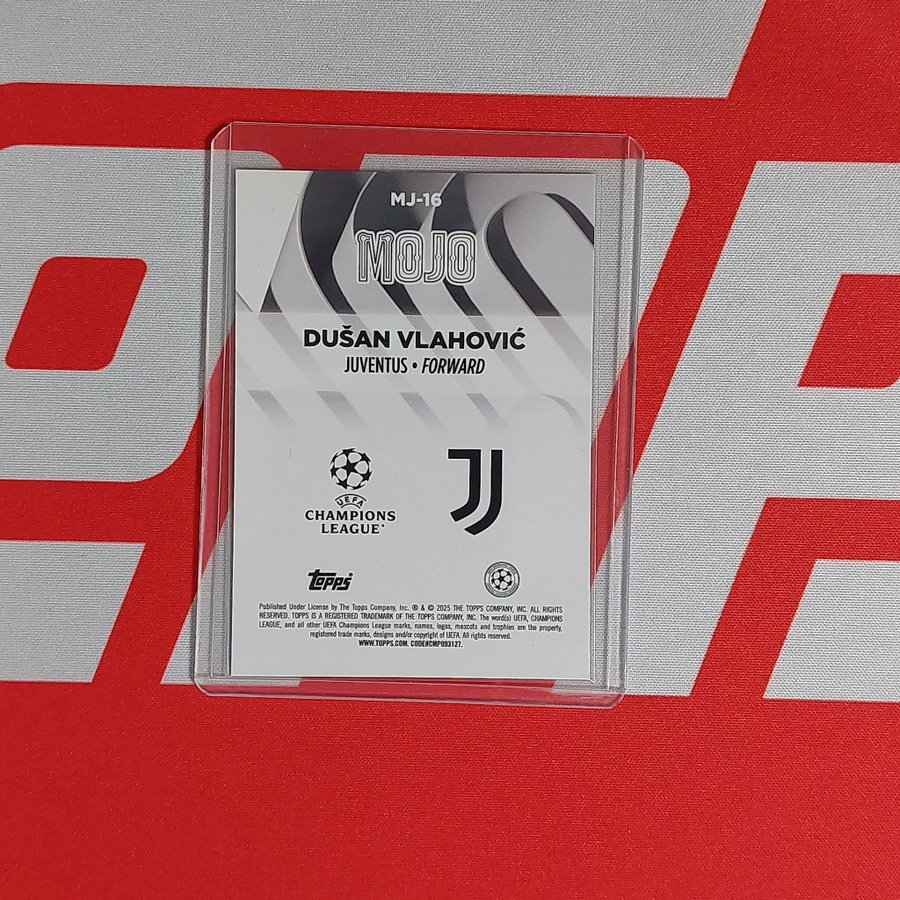 MJ-16
MOJO
DUŠAN VLAHOVIĆ
JUVENTUS • FORWARD
UEFA
CHAMPIONS
LEAGUE®
Topps®
Published Under License by The Topps Company, Inc. ® & © 2025 THE TOPPS COMPANY, INC. ALL RIGHTS
RESERVED. TOPPS IS A REGISTERED TRADEMARK OF THE TOPPS COMPANY, INC. The word(s) UEFA, CHAMPIONS
LEAGUE, and all other UEFA Champions League marks, names, logos, mascots and trophies are the property,
registered trade marks, designs and/or copyright of UEFA. All rights reserved.
WWW.TOPPS.COM. CODE#CMP093127.